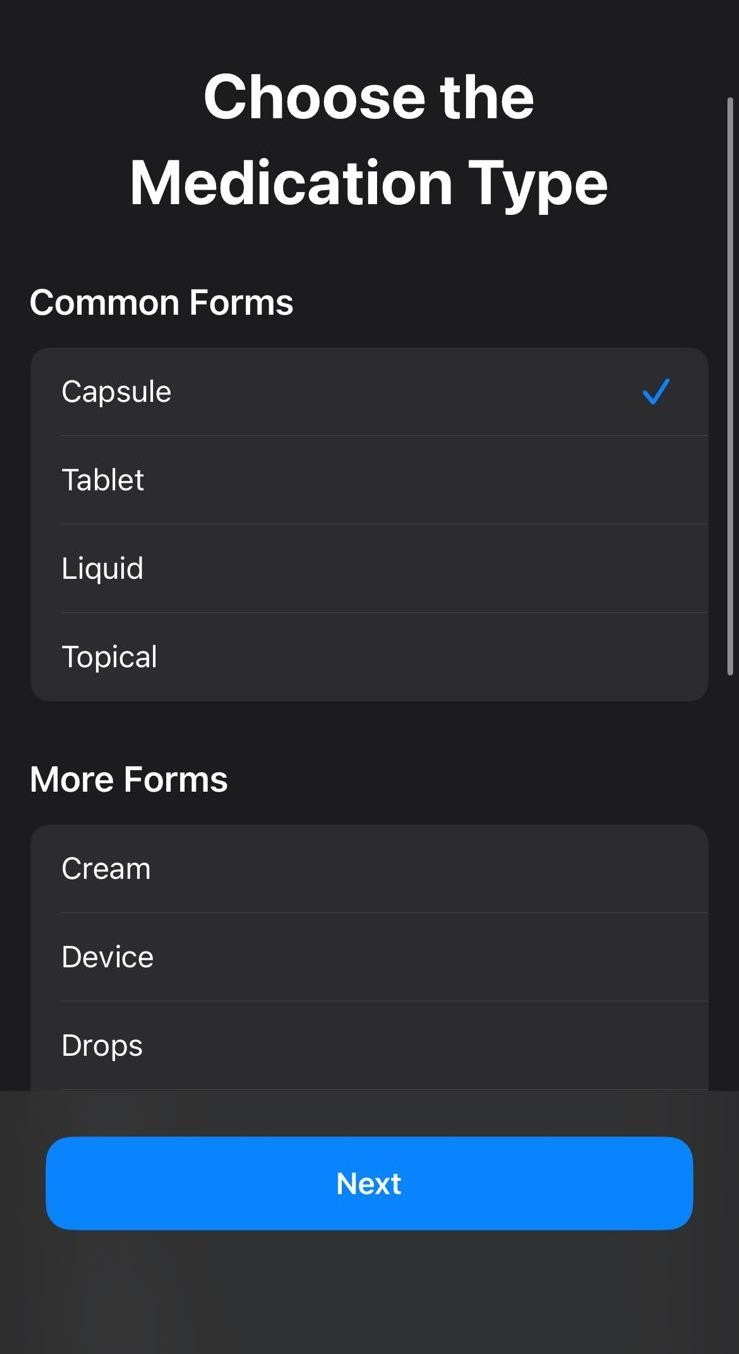 Choose the
Medication Type
Common Forms
Capsule
Tablet
Liquid
Topical
More Forms
Cream
Device
Drops
Next